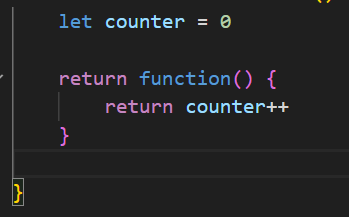 let counter = 0
return function() {
return counter++
}
}